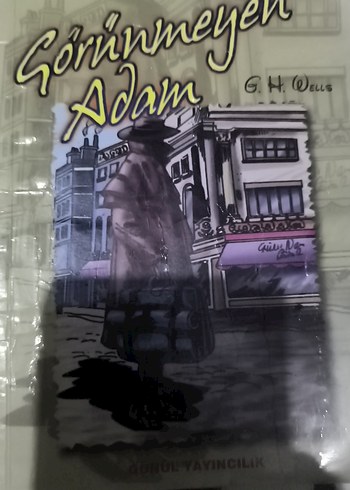 Görünmeyen
Adam
G. H. Wells
YAYINCILIK